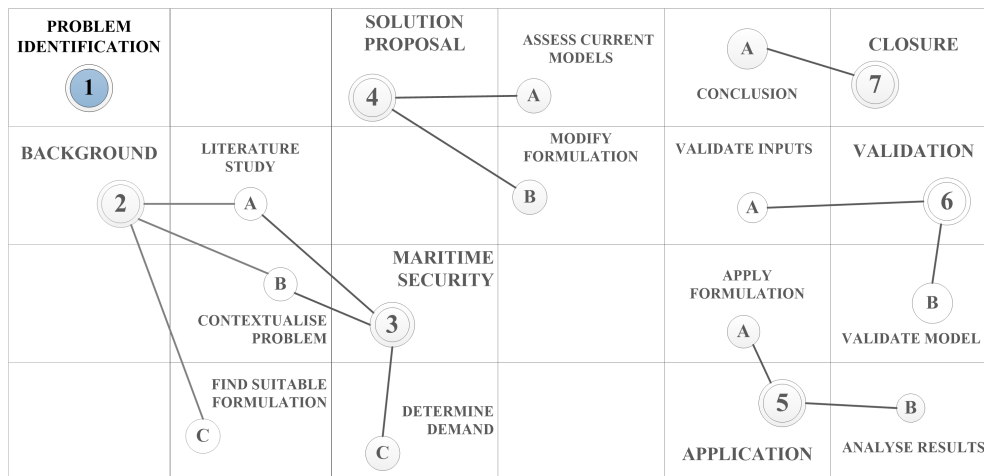 PROBLEM
IDENTIFICATION
1
SOLUTION
PROPOSAL
4
ASSESS CURRENT
MODELS
A
MODIFY
FORMULATION
B
A
CONCLUSION
CLOSURE
7
BACKGROUND
2
LITERATURE
STUDY
A
B
CONTEXTUALISE
PROBLEM
FIND SUITABLE
FORMULATION
C
MARITIME
SECURITY
3
DETERMINE
DEMAND
C
VALIDATE INPUTS
A
VALIDATION
6
B
VALIDATE MODEL
APPLY
FORMULATION
A
5
APPLICATION
B
ANALYSE RESULTS